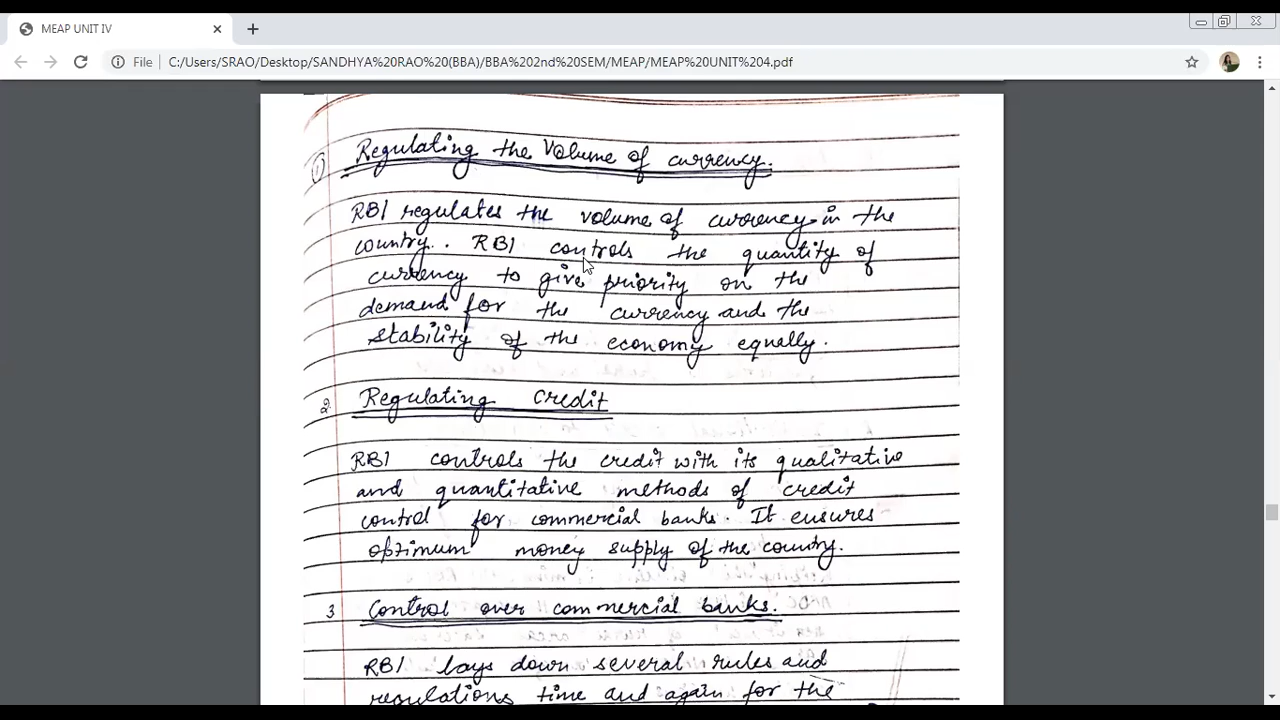 MEAP UNIT IV
File C:/Users/SRAO/Desktop/SANDHYA%20RAO%20(BBA)/BBA%202nd%20SEM/MEAP/MEAP%20UNIT%204.pdf
① Regulating the Volume of currency.
RBI regulates the volume of currency in the
country. RBI controls the quantity of
currency to give priority on the
demand for the currency and the
stability of the economy equally.
2 Regulating Credit
RBI controls the credit with its qualitative
and quantitative methods of credit
control for commercial banks. It ensures
optimum money supply of the country.
3 Control over commercial banks.
RBI lays down several rules and
regulations time and again for the